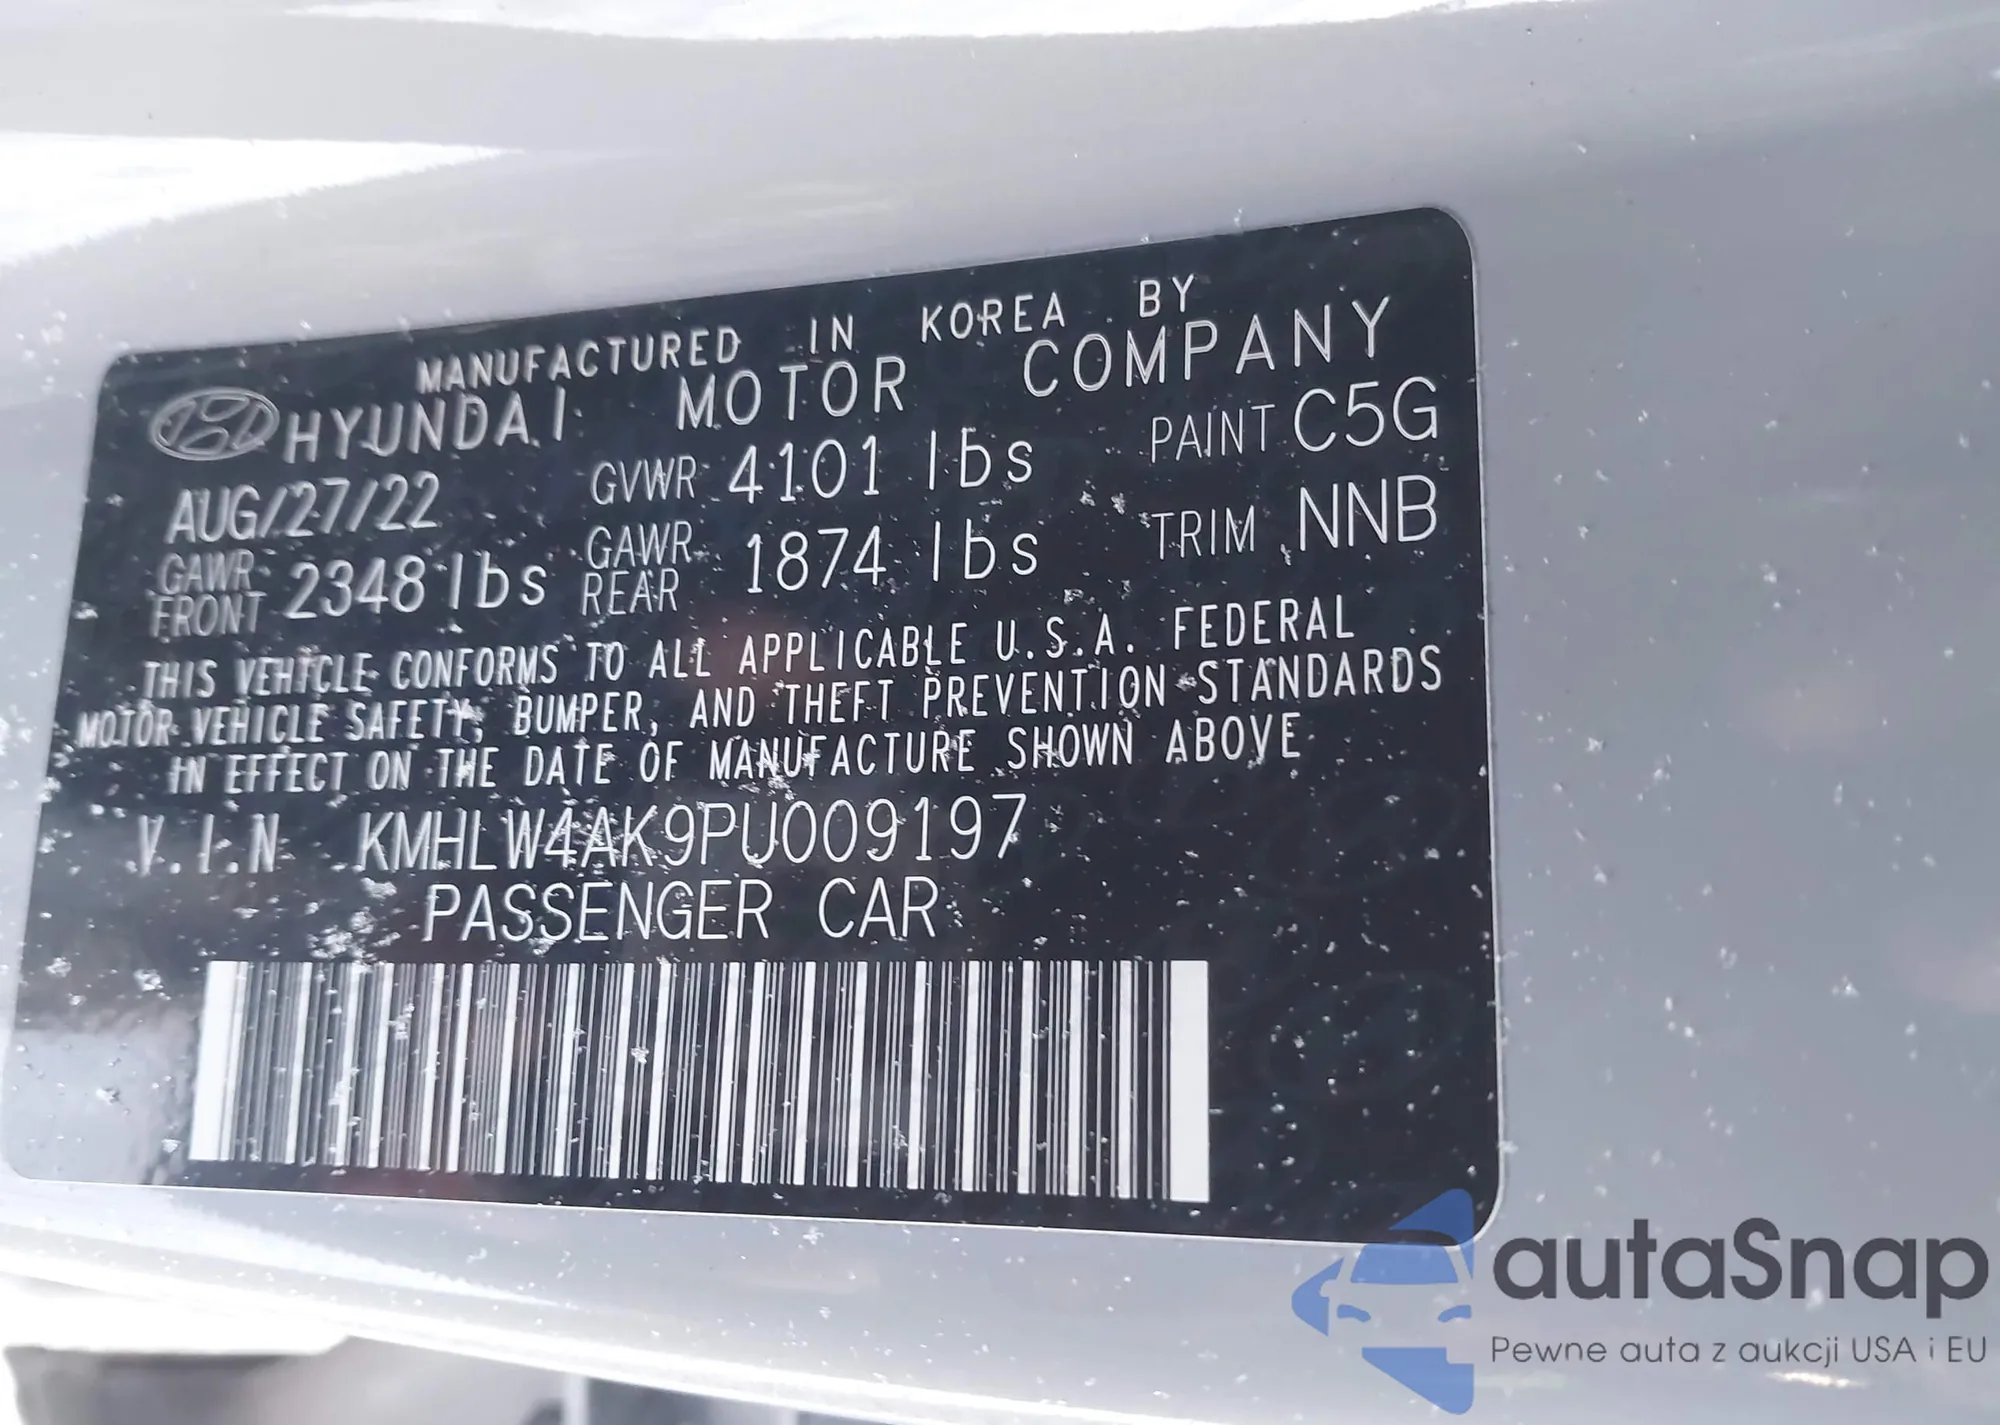 MANUFACTURED IN KOREA BY
HYUNDAI MOTOR COMPANY
AUG/27/22 GVWR 4101 lbs PAINT C5G
GAWR FRONT 2348 lbs GAWR REAR 1874 lbs TRIM NNB
THIS VEHICLE CONFORMS TO ALL APPLICABLE U.S.A. FEDERAL
MOTOR VEHICLE SAFETY, BUMPER, AND THEFT PREVENTION STANDARDS
IN EFFECT ON THE DATE OF MANUFACTURE SHOWN ABOVE
V.I.N KMHLW4AK9PU009197
PASSENGER CAR
autaSnap
Pewne auta z aukcji USA i EU